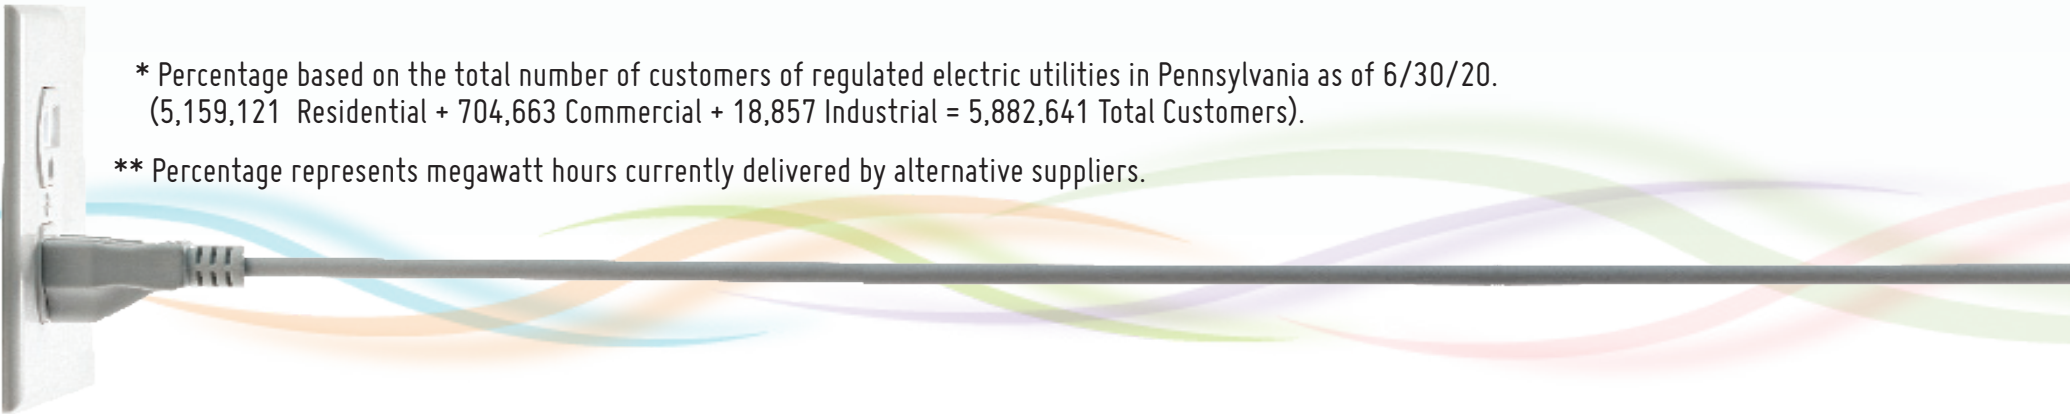 * Percentage based on the total number of customers of regulated electric utilities in Pennsylvania as of 6/30/20.
(5,159,121  Residential + 704,663 Commercial + 18,857 Industrial = 5,882,641 Total Customers).
** Percentage represents megawatt hours currently delivered by alternative suppliers.